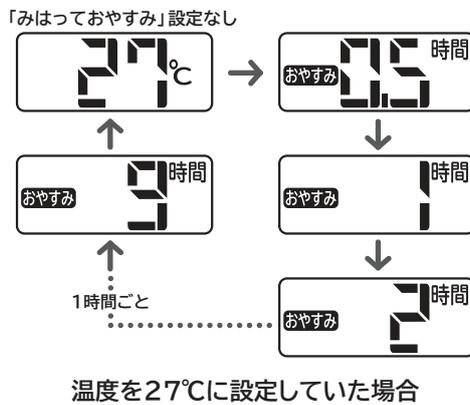 「みはっておやすみ」設定なし
27℃
おやすみ 0.5 時間
おやすみ 9 時間
おやすみ 1 時間
おやすみ 2 時間
1時間ごと
温度を27℃に設定していた場合